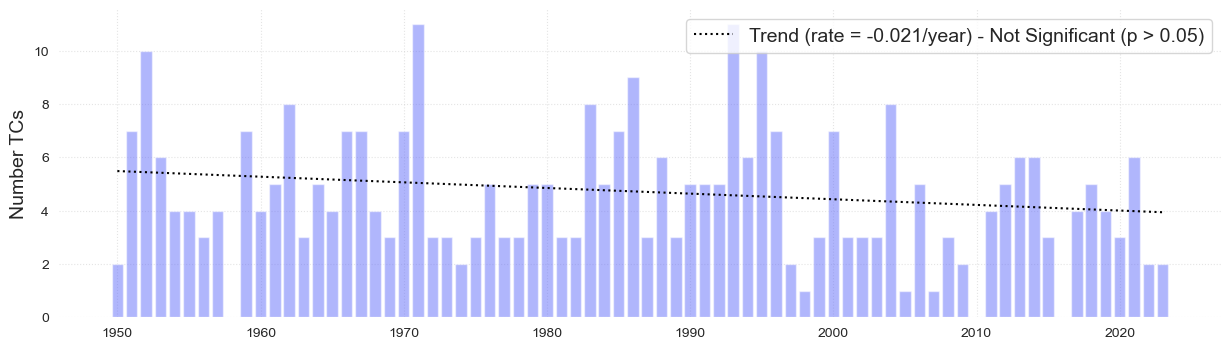 Trend (rate = -0.021/year) - Not Significant (p > 0.05)
Number TCs
10
8
6
4
2
0
1950 1960 1970 1980 1990 2000 2010 2020